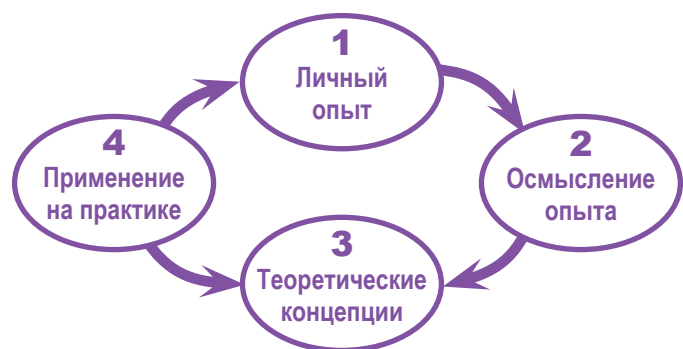 1
Личный
опыт
2
Осмысление
опыта
3
Теоретические
концепции
4
Применение
на практике